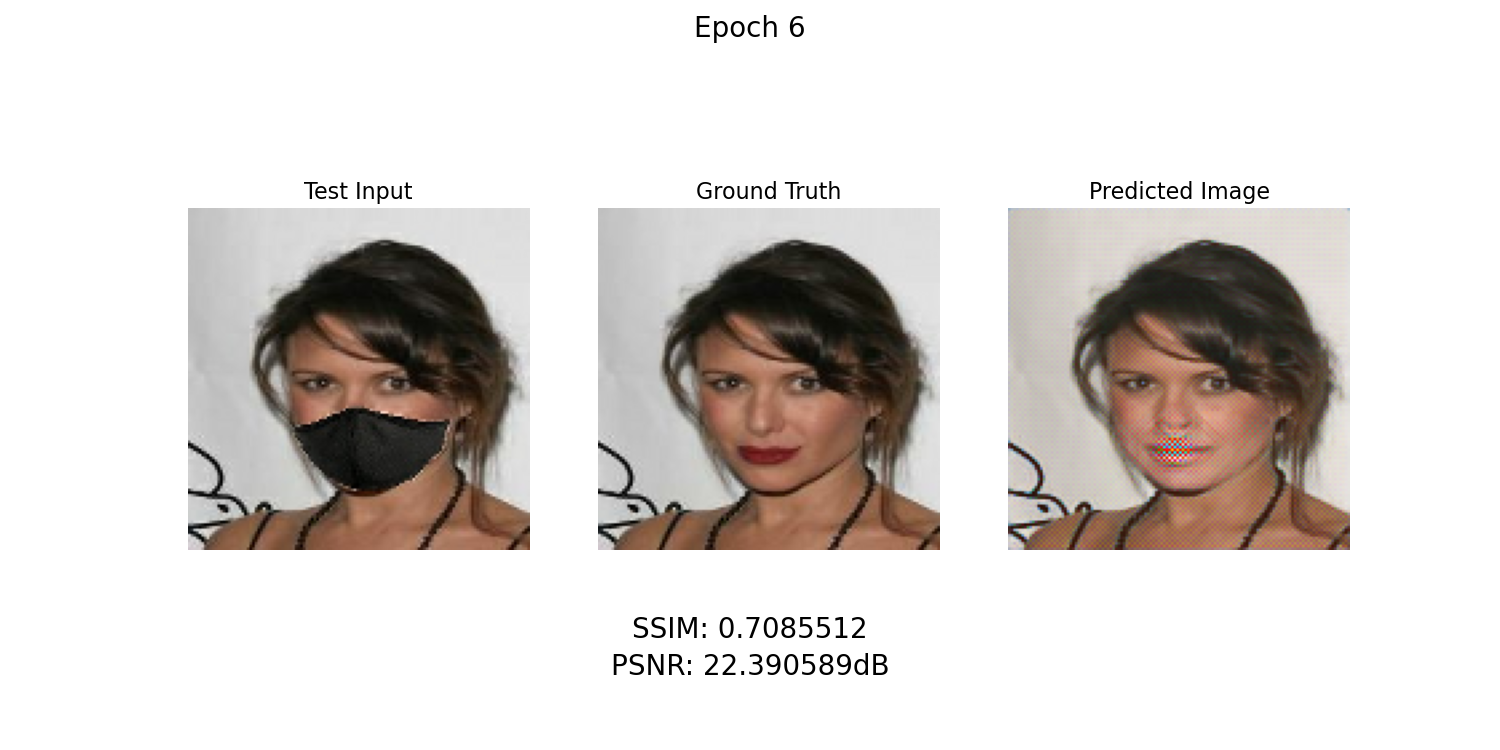 Epoch 6
Test Input
Ground Truth
Predicted Image
SSIM: 0.7085512
PSNR: 22.390589dB